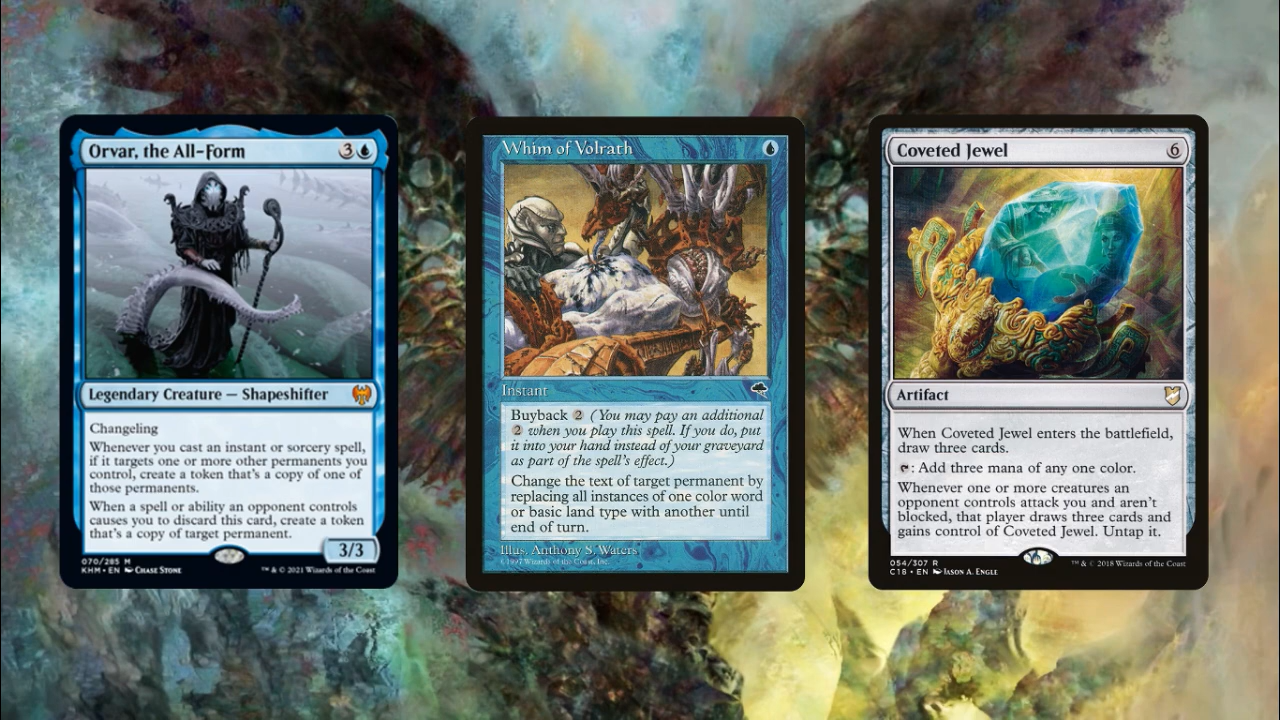 Orvar, the All-Form 3
Legendary Creature — Shapeshifter
Changeling
Whenever you cast an instant or sorcery spell,
if it targets one or more other permanents you
control, create a token that's a copy of one of
those permanents.
When a spell or ability an opponent controls
causes you to discard this card, create a token
that's a copy of target permanent.
3/3
070/285 M
KHM • EN Chase Stone
™ & © 2021 Wizards of the Coast
Whim of Volrath
Instant
Buyback 2 (You may pay an additional
2 when you play this spell. If you do, put
it into your hand instead of your graveyard
as part of the spell's effect.)
Change the text of target permanent by
replacing all instances of one color word
or basic land type with another until
end of turn.
Illus. Anthony S. Waters
©1997 Wizards of the Coast, Inc.
Coveted Jewel 6
Artifact
When Coveted Jewel enters the battlefield,
draw three cards.
: Add three mana of any one color.
Whenever one or more creatures an
opponent controls attack you and aren't
blocked, that player draws three cards and
gains control of Coveted Jewel. Untap it.
054/307 R
C18 • EN Jason A. Engle
™ & © 2018 Wizards of the Coast